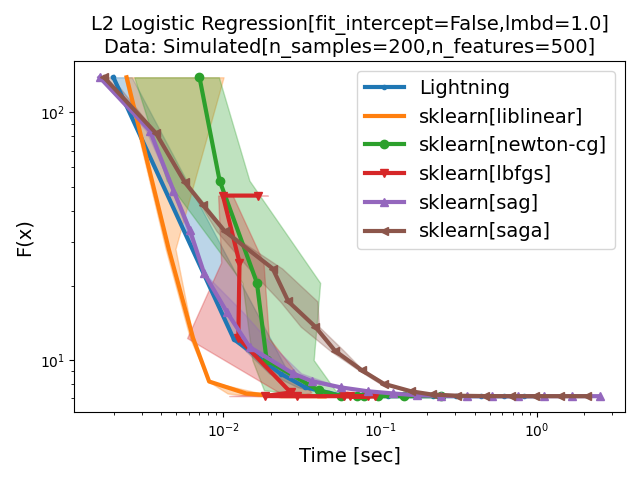 L2 Logistic Regression[fit_intercept=False,lmbd=1.0]
Data: Simulated[n_samples=200,n_features=500]
Lightning
sklearn[liblinear]
sklearn[newton-cg]
sklearn[lbfgs]
sklearn[sag]
sklearn[saga]
F(x)
10²
10¹
10⁻² 10⁻¹ 10⁰
Time [sec]